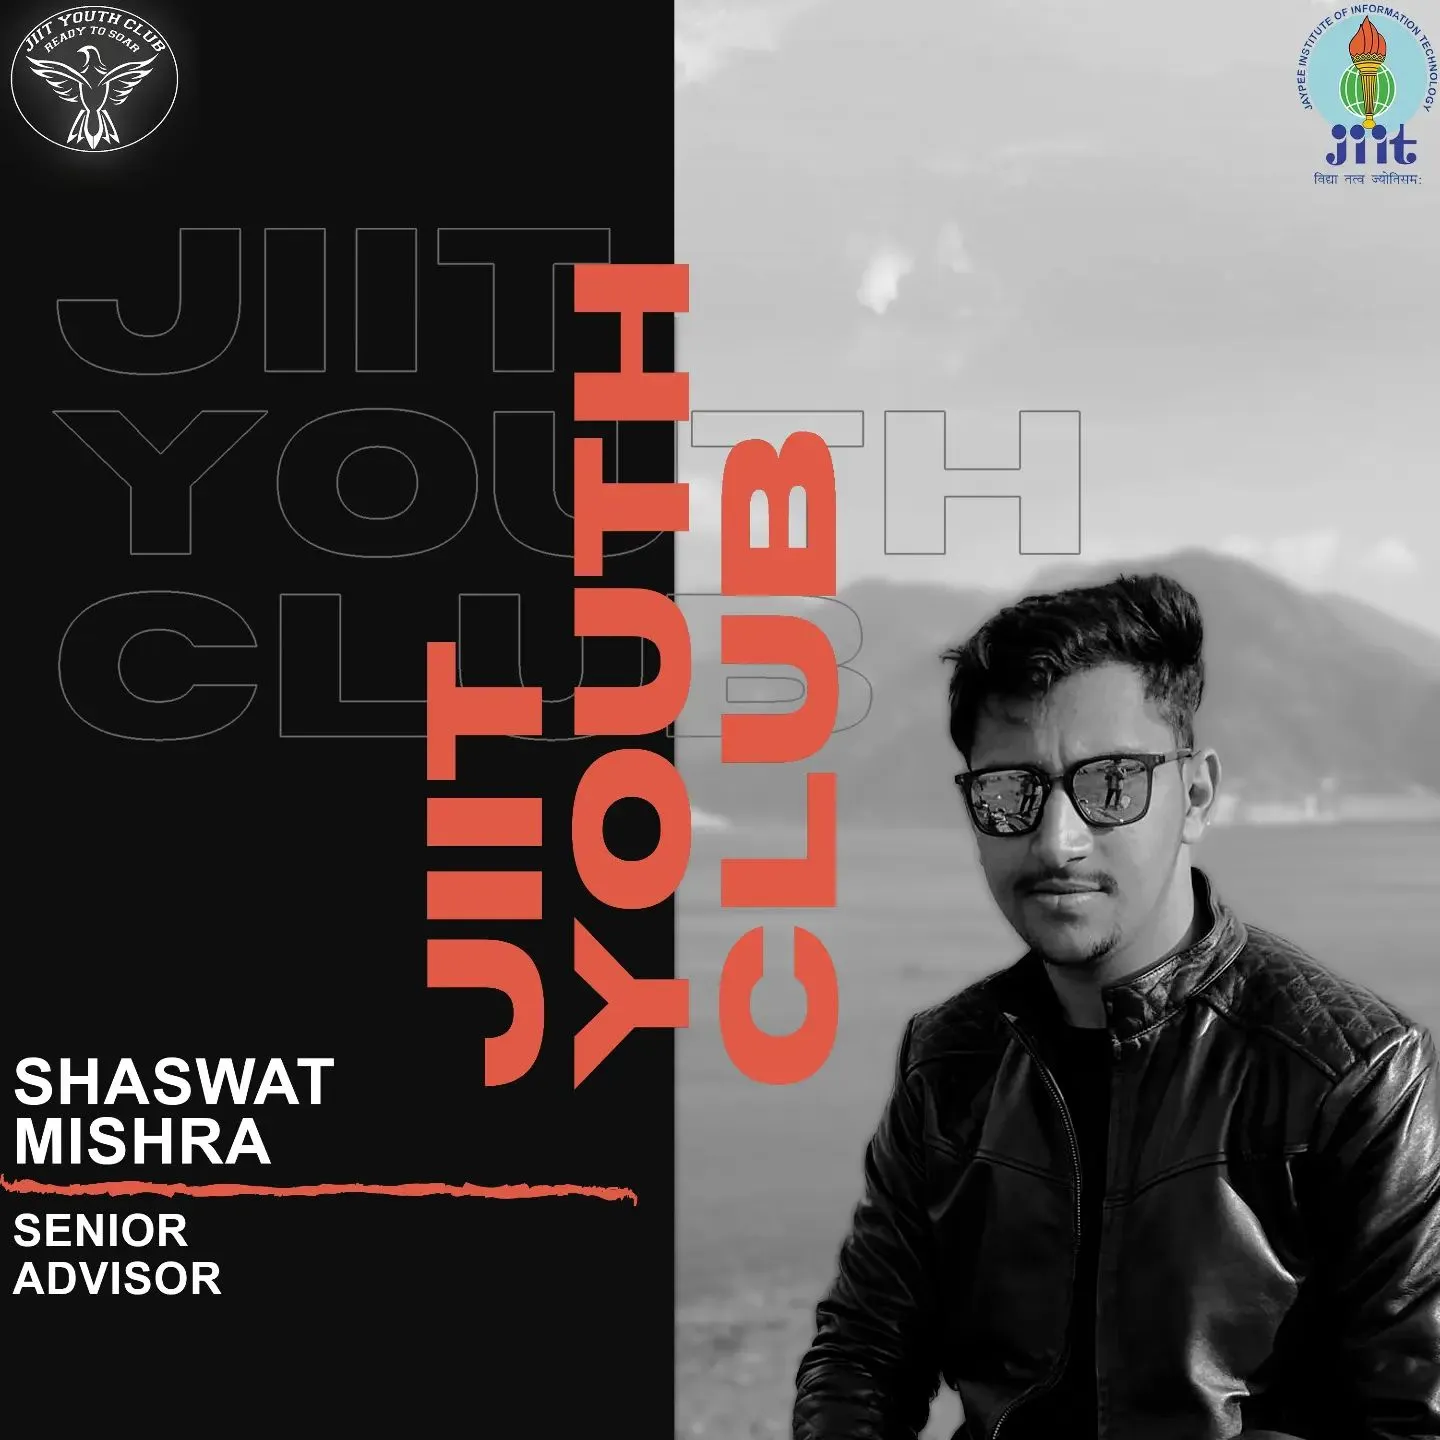 JIIT YOUTH CLUB
READY TO SOAR
JAYPEE INSTITUTE OF INFORMATION TECHNOLOGY
jiit
विद्या तत्व ज्योतिसम:
JIIT
YOUTH
CLUB
JIIT
YOUTH
CLUB
SHASWAT
MISHRA
SENIOR
ADVISOR